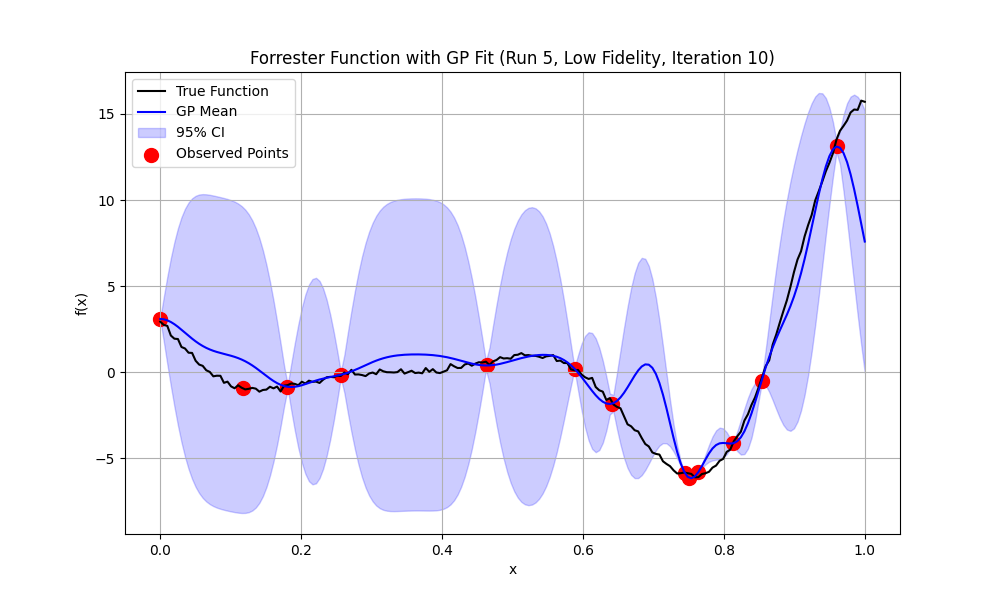 Forrester Function with GP Fit (Run 5, Low Fidelity, Iteration 10)
True Function
GP Mean
95% CI
Observed Points
f(x)
15
10
5
0
−5
0.0 0.2 0.4 0.6 0.8 1.0
x